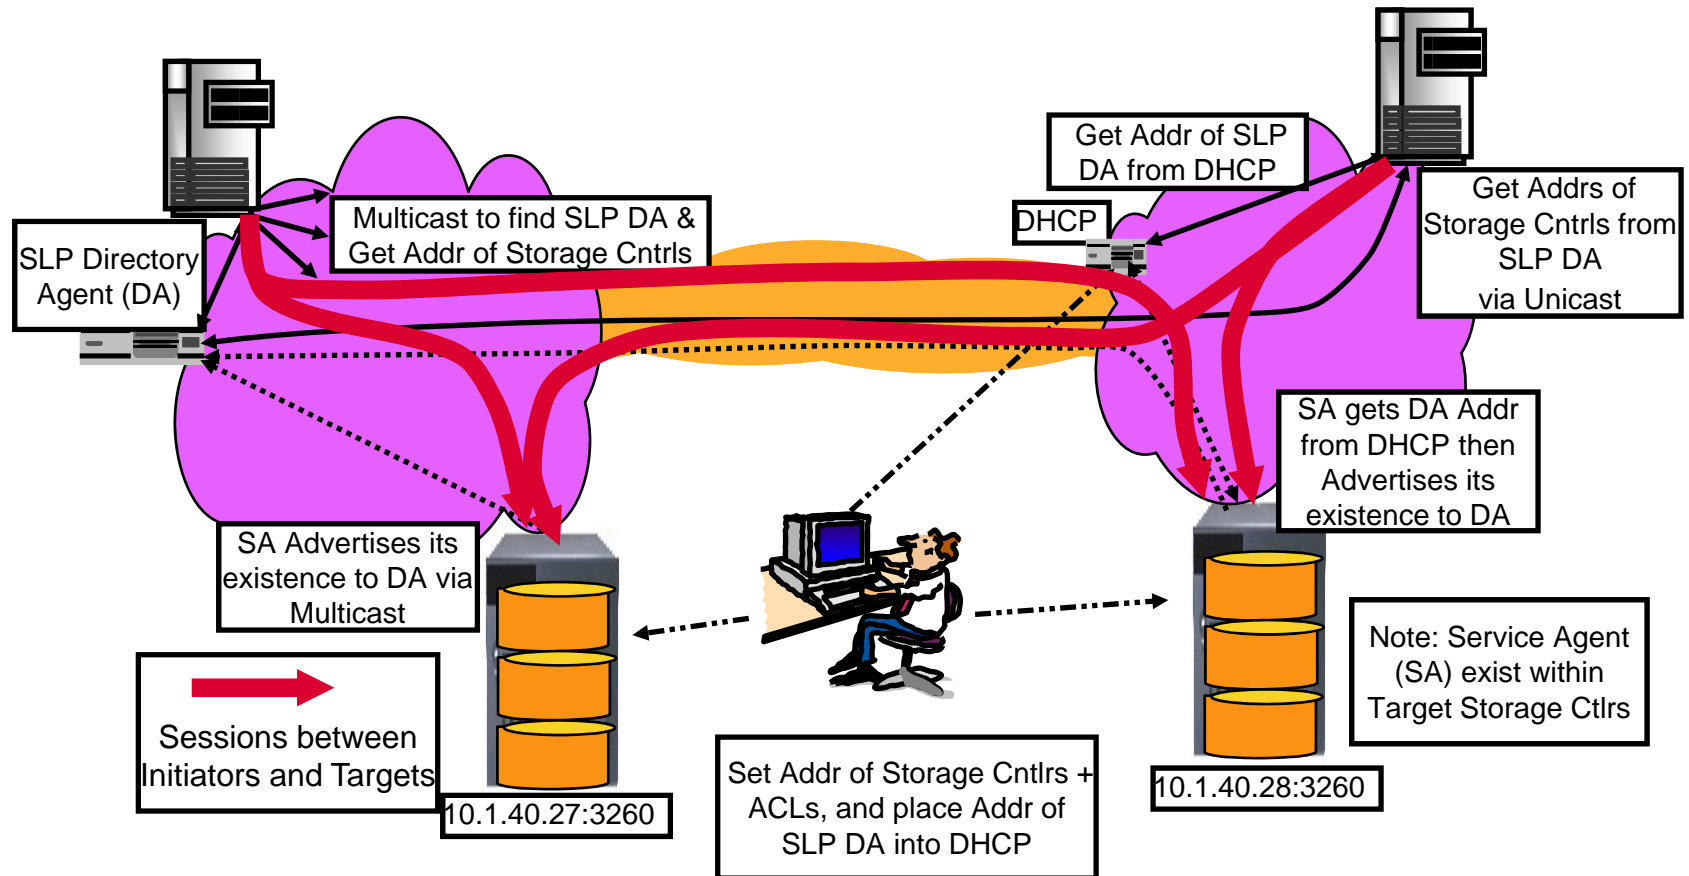 Get Addr of SLP
DA from DHCP
Multicast to find SLP DA &
Get Addr of Storage Cntrls
DHCP
Get Addrs of
Storage Cntrls from
SLP DA
via Unicast
SLP Directory
Agent (DA)
SA gets DA Addr
from DHCP then
Advertises its
existence to DA
SA Advertises its
existence to DA via
Multicast
Note: Service Agent
(SA) exist within
Target Storage Ctlrs
Sessions between
Initiators and Targets
Set Addr of Storage Cntlrs +
ACLs, and place Addr of
SLP DA into DHCP
10.1.40.27:3260
10.1.40.28:3260